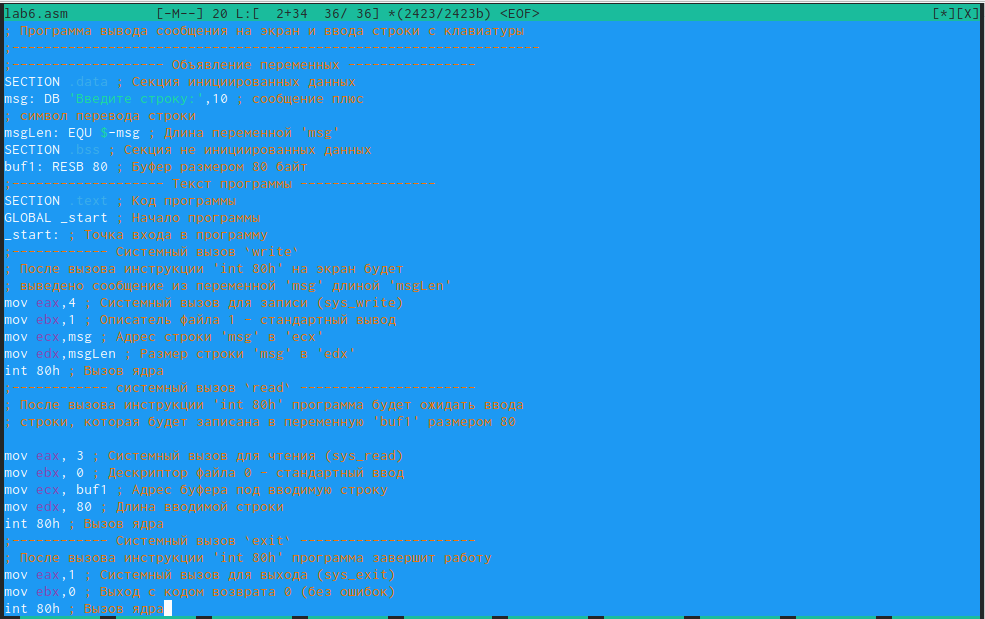 lab6.asm [-M--] 20 L:[ 2+34 36/ 36] *(2423/2423b) <EOF> [*][X]
; Программа вывода сообщения на экран и ввода строки с клавиатуры
;------------------------------------------------------------------
;------------------- Объявление переменных ----------------
SECTION .data ; Секция инициированных данных
msg: DB 'Введите строку:',10 ; сообщение плюс
; символ перевода строки
msgLen: EQU $-msg ; Длина переменной 'msg'
SECTION .bss ; Секция не инициированных данных
buf1: RESB 80 ; Буфер размером 80 байт
;------------------- Текст программы -----------------
SECTION .text ; Код программы
GLOBAL _start ; Начало программы
_start: ; Точка входа в программу
;------------ Cистемный вызов `write`
; После вызова инструкции 'int 80h' на экран будет
; выведено сообщение из переменной 'msg' длиной 'msgLen'
mov eax,4 ; Системный вызов для записи (sys_write)
mov ebx,1 ; Описатель файла 1 - стандартный вывод
mov ecx,msg ; Адрес строки 'msg' в 'ecx'
mov edx,msgLen ; Размер строки 'msg' в 'edx'
int 80h ; Вызов ядра
;------------ системный вызов `read` ----------------------
; После вызова инструкции 'int 80h' программа будет ожидать ввода
; строки, которая будет записана в переменную 'buf1' размером 80
mov eax, 3 ; Системный вызов для чтения (sys_read)
mov ebx, 0 ; Дескриптор файла 0 - стандартный ввод
mov ecx, buf1 ; Адрес буфера под вводимую строку
mov edx, 80 ; Длина вводимой строки
int 80h ; Вызов ядра
;------------ Системный вызов `exit` ----------------------
; После вызова инструкции 'int 80h' программа завершит работу
mov eax,1 ; Системный вызов для выхода (sys_exit)
mov ebx,0 ; Выход с кодом возврата 0 (без ошибок)
int 80h ; Вызов ядра